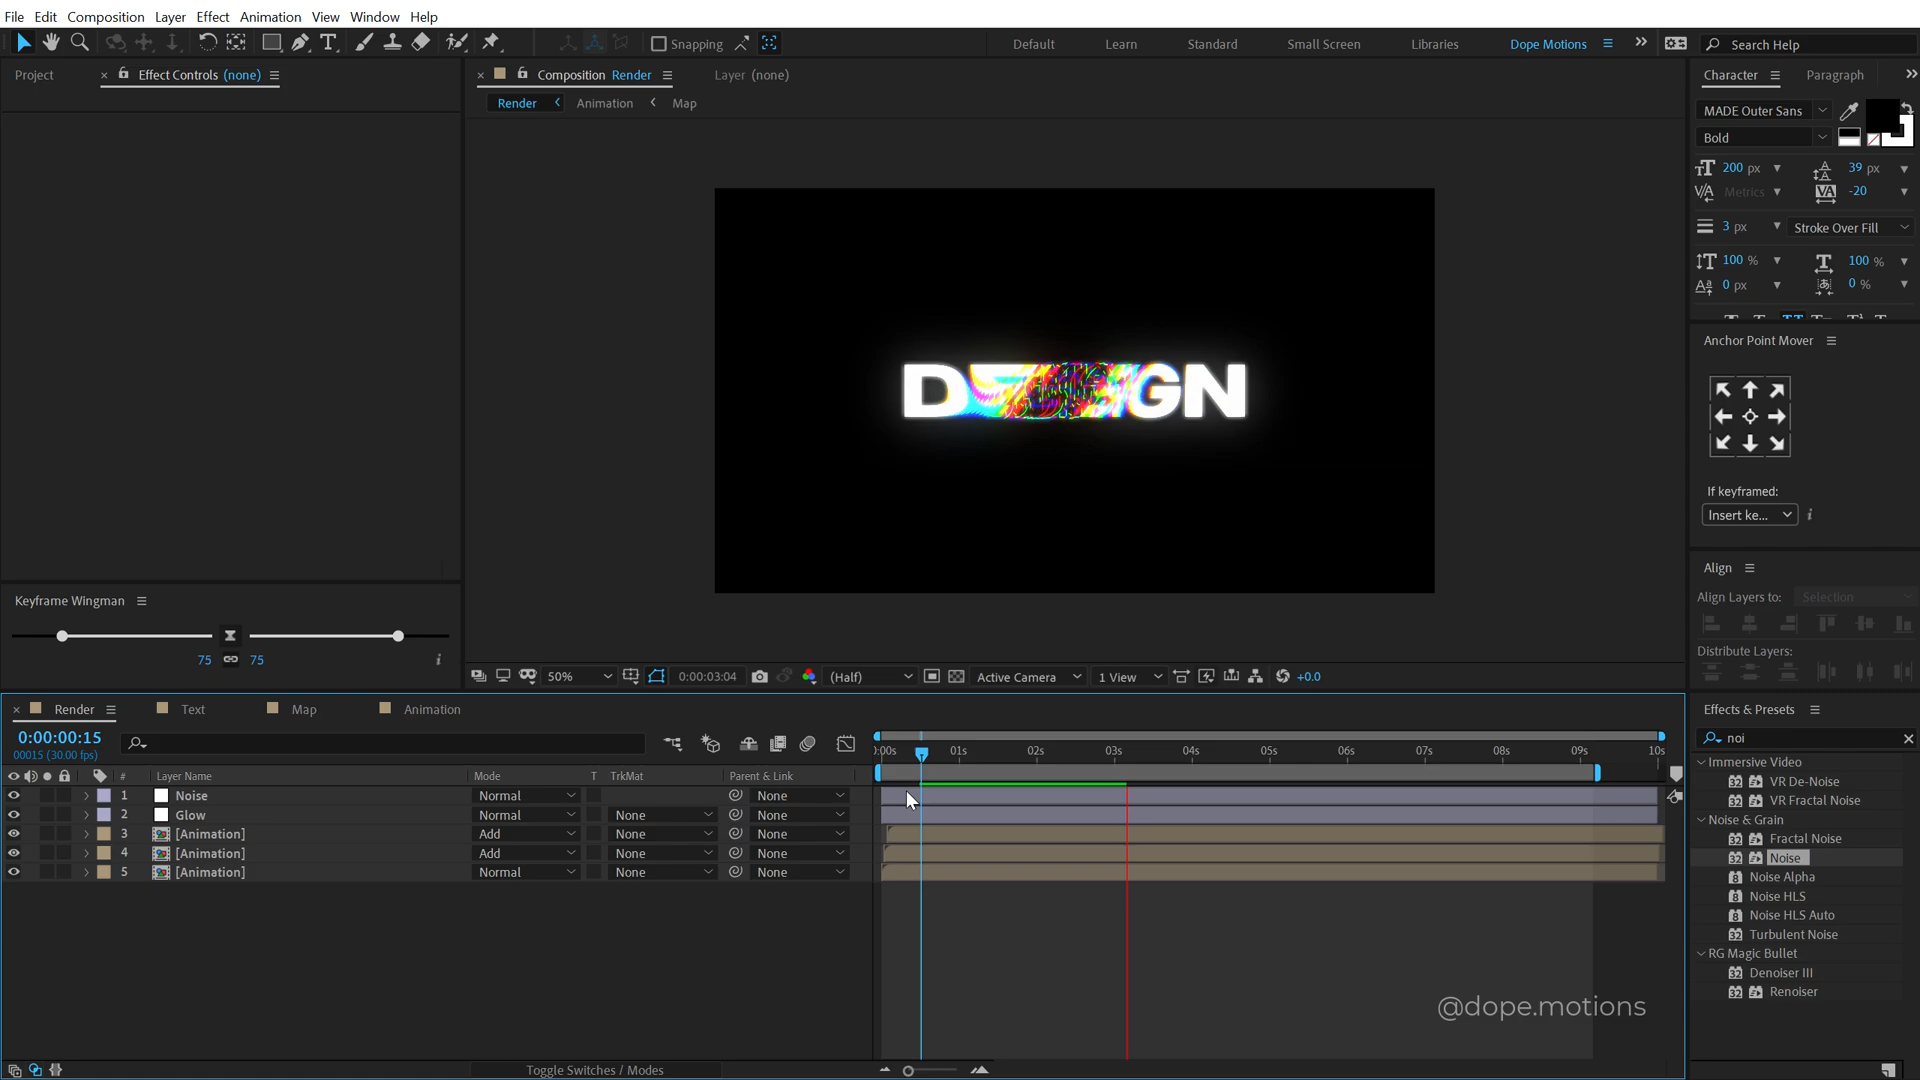 File Edit Composition Layer Effect Animation View Window Help
Snapping
Default Learn Standard Small Screen Libraries Dope Motions Search Help
Project Effect Controls (none)
Composition Render Layer (none)
Render Animation Map
Character Paragraph
MADE Outer Sans
Bold
200 px 39 px
Metrics -20
3 px Stroke Over Fill
100 % 100 %
0 px 0 %
Anchor Point Mover
If keyframed:
Insert ke...
Align
Align Layers to: Selection
Distribute Layers:
Keyframe Wingman
75 75
50% 0:00:03:04 (Half) Active Camera 1 View +0.0
Render Text Map Animation
0:00:00:15
00015 (30.00 fps)
:00s 01s 02s 03s 04s 05s 06s 07s 08s 09s 10s
# Layer Name Mode T TrkMat Parent & Link
1 Noise Normal None
2 Glow Normal None None
3 [Animation] Add None None
4 [Animation] Add None None
5 [Animation] Normal None None
Toggle Switches / Modes
Effects & Presets
noi
Immersive Video
VR De-Noise
VR Fractal Noise
Noise & Grain
Fractal Noise
Noise
Noise Alpha
Noise HLS
Noise HLS Auto
Turbulent Noise
RG Magic Bullet
Denoiser III
Renoiser
@dope.motions